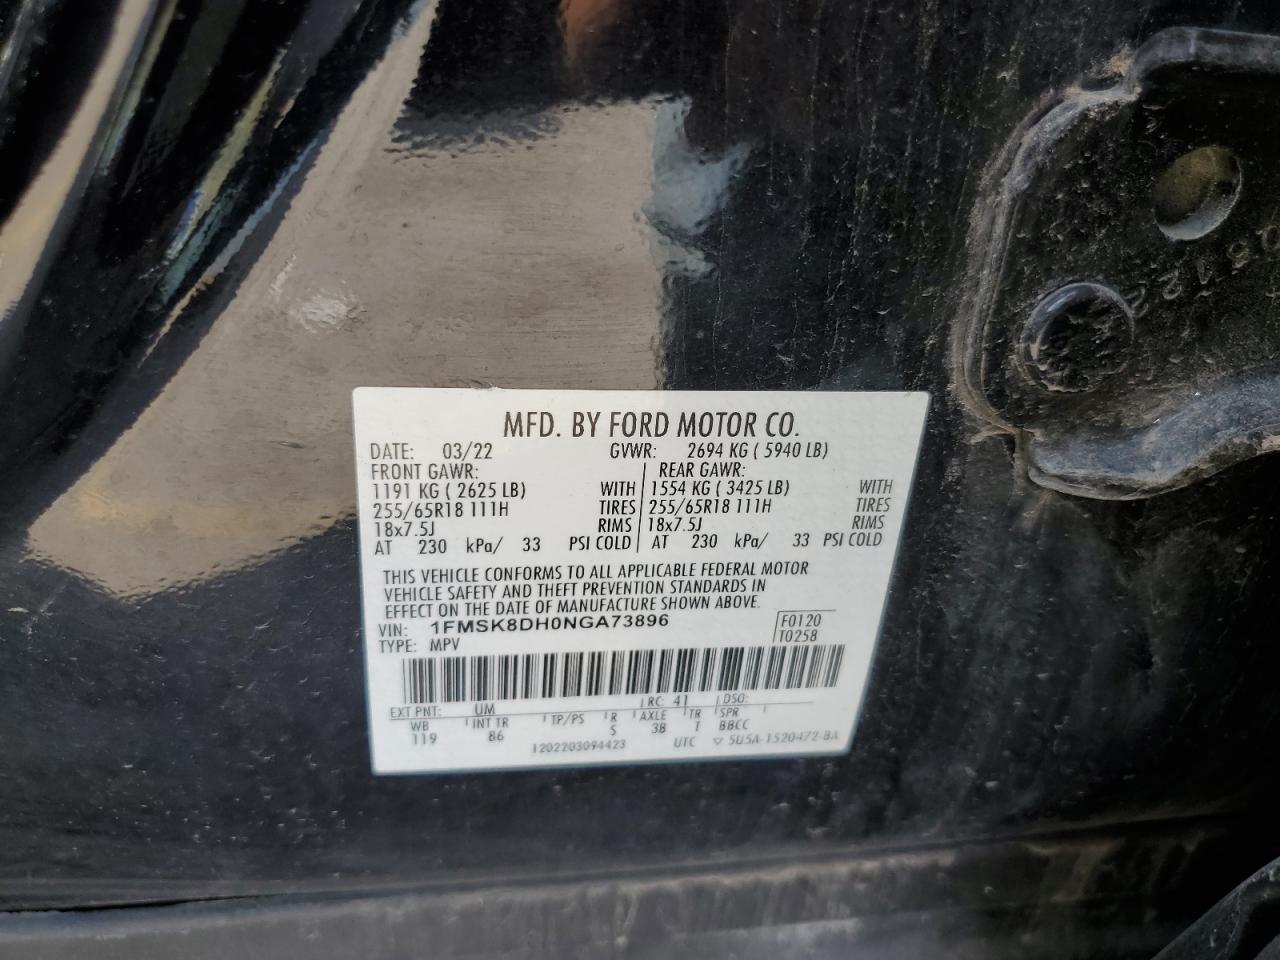 MFD. BY FORD MOTOR CO.
DATE: 03/22 GVWR: 2694 KG ( 5940 LB)
FRONT GAWR: REAR GAWR:
1191 KG ( 2625 LB) WITH 1554 KG ( 3425 LB) WITH
255/65R18 111H TIRES 255/65R18 111H TIRES
18x7.5J RIMS 18x7.5J RIMS
AT 230 kPa/ 33 PSI COLD AT 230 kPa/ 33 PSI COLD
THIS VEHICLE CONFORMS TO ALL APPLICABLE FEDERAL MOTOR
VEHICLE SAFETY AND THEFT PREVENTION STANDARDS IN
EFFECT ON THE DATE OF MANUFACTURE SHOWN ABOVE.
VIN: 1FMSK8DH0NGA73896 F0120
TYPE: MPV T0258
EXT PNT: UM RC: 41 DSO:
WB INT TR TP/PS R AXLE TR SPR
119 86 S 3B T BBCC
1202203094423 UTC ▽ 5U5A-1520472-BA